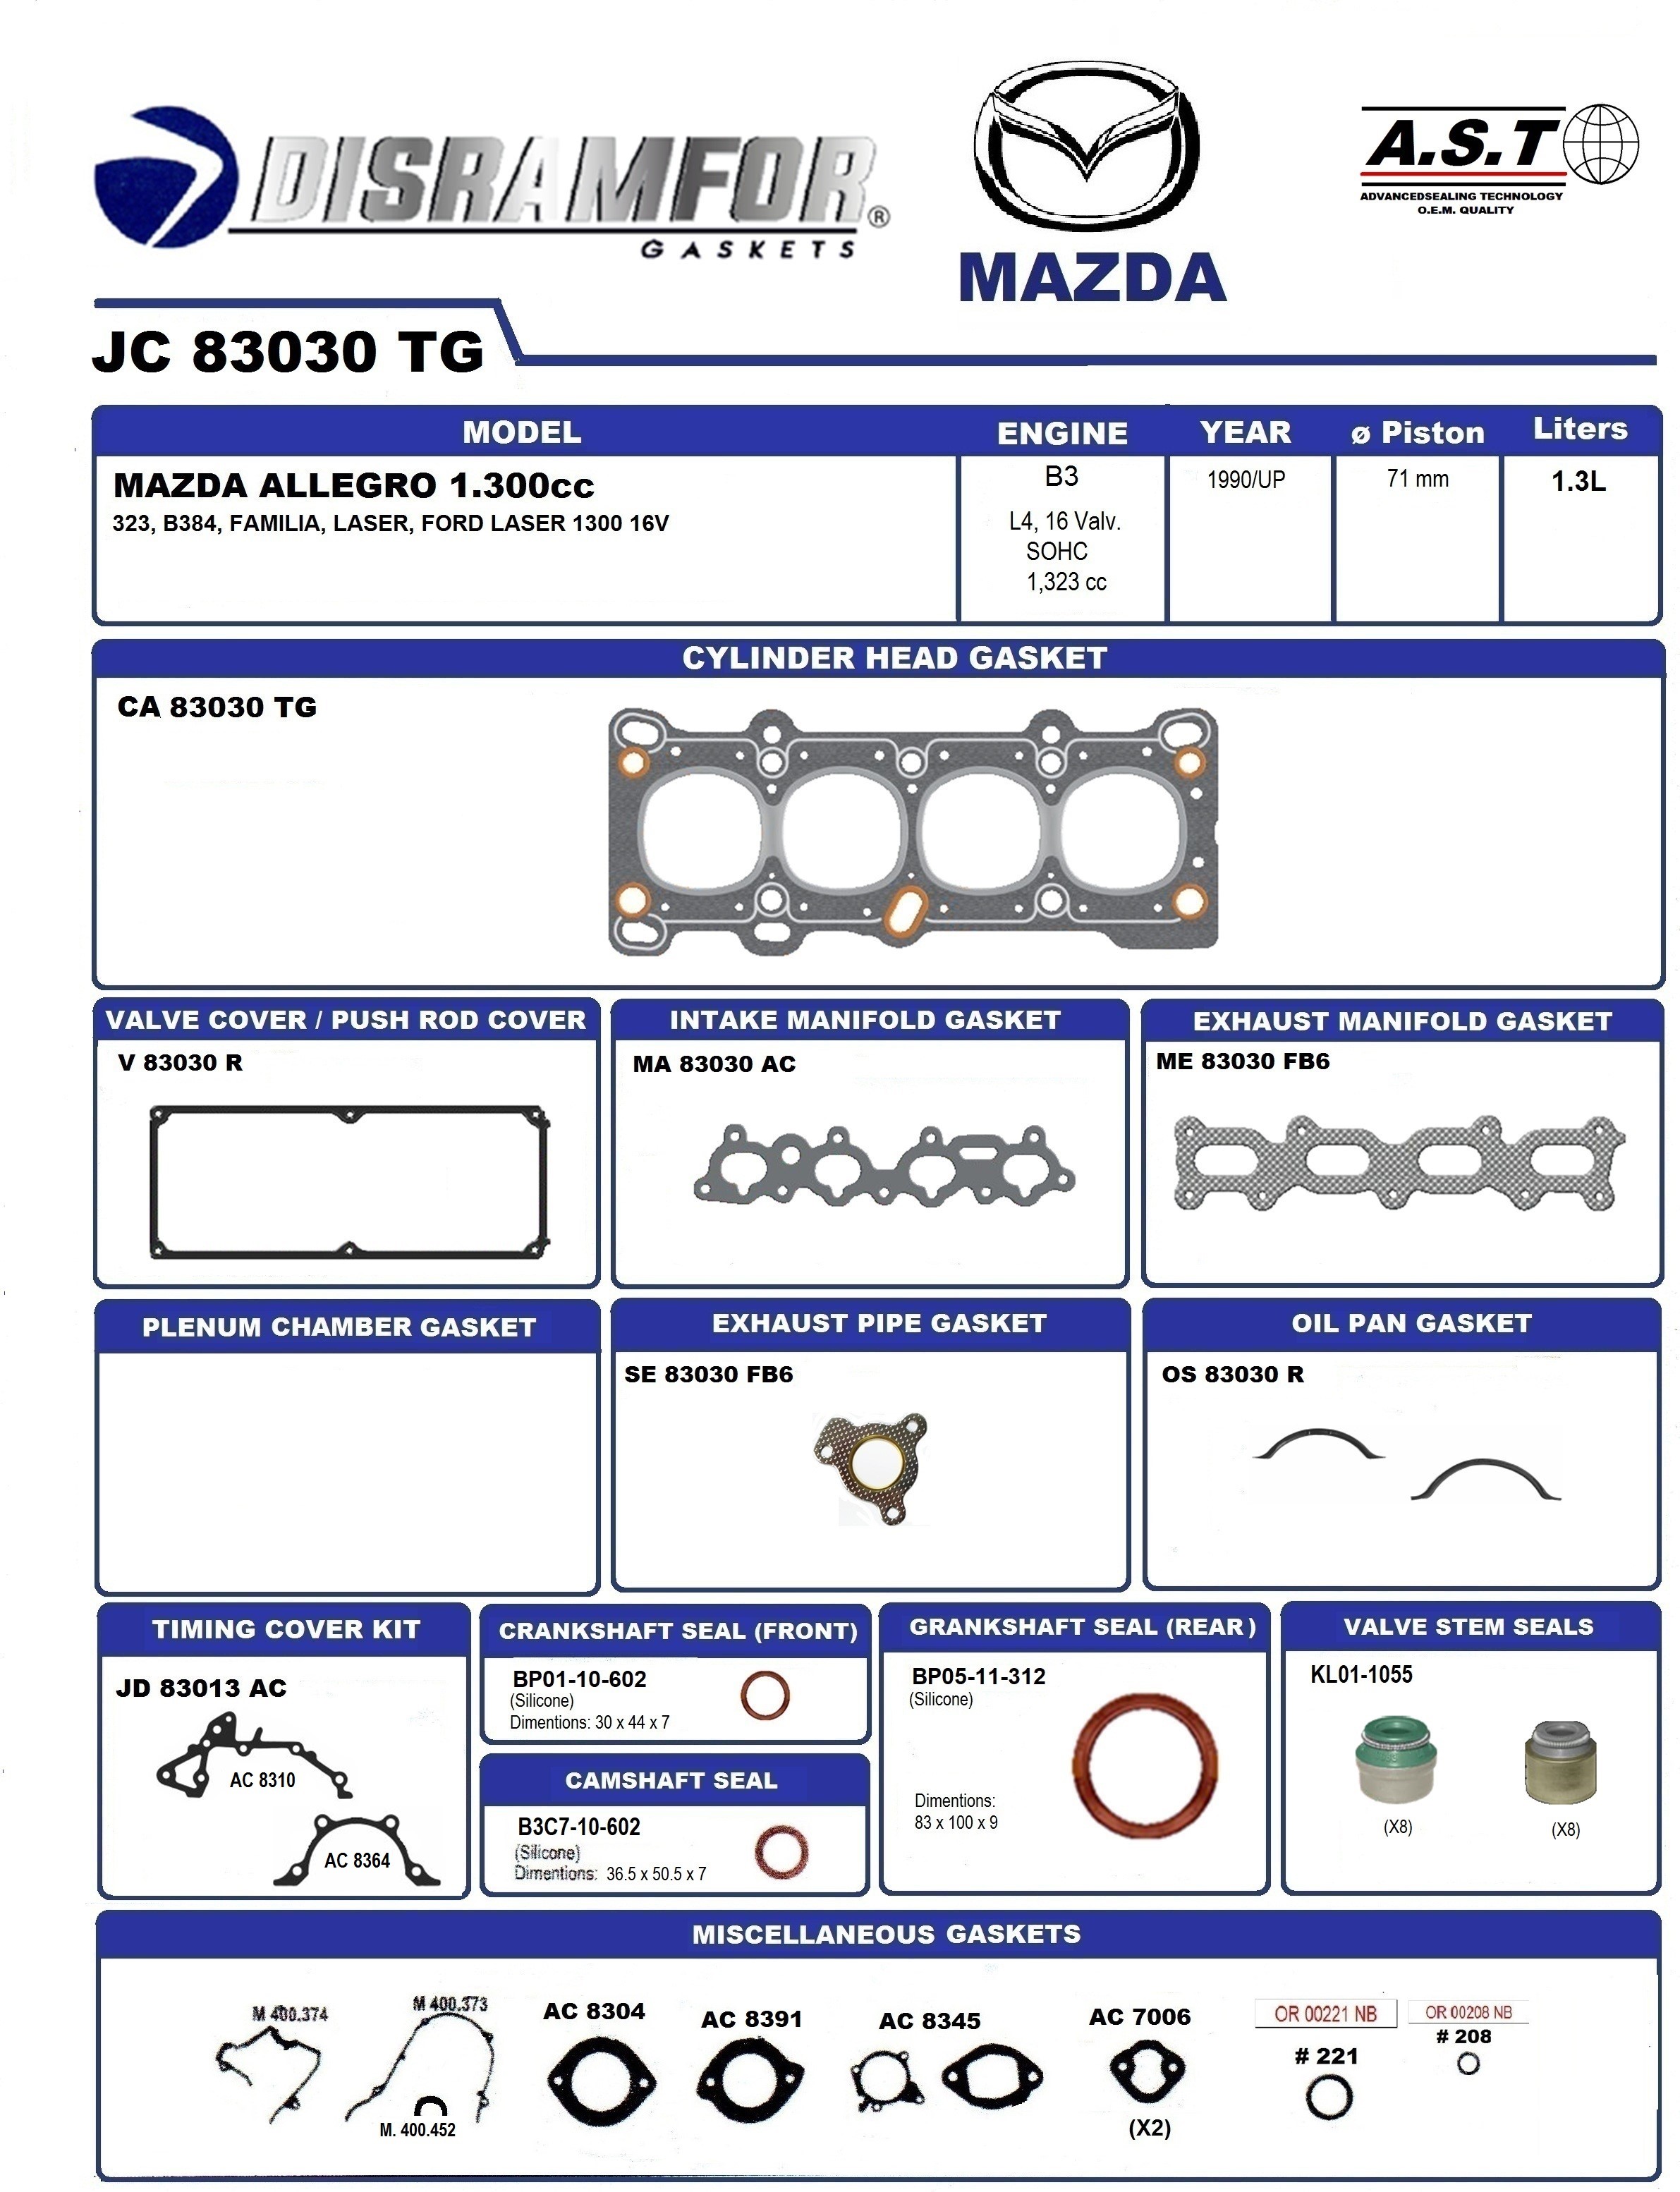 DISRAMFOR®
GASKETS
MAZDA
A.S.T
ADVANCEDSEALING TECHNOLOGY
O.E.M. QUALITY
JC 83030 TG
MODEL
ENGINE
YEAR
ø Piston
Liters
MAZDA ALLEGRO 1.300cc
323, B384, FAMILIA, LASER, FORD LASER 1300 16V
B3
L4, 16 Valv.
SOHC
1,323 cc
1990/UP
71 mm
1.3L
CYLINDER HEAD GASKET
CA 83030 TG
VALVE COVER / PUSH ROD COVER
V 83030 R
INTAKE MANIFOLD GASKET
MA 83030 AC
EXHAUST MANIFOLD GASKET
ME 83030 FB6
PLENUM CHAMBER GASKET
EXHAUST PIPE GASKET
SE 83030 FB6
OIL PAN GASKET
OS 83030 R
TIMING COVER KIT
JD 83013 AC
AC 8310
AC 8364
CRANKSHAFT SEAL (FRONT)
BP01-10-602
(Silicone)
Dimentions: 30 x 44 x 7
CAMSHAFT SEAL
B3C7-10-602
(Silicone)
Dimentions: 36.5 x 50.5 x 7
GRANKSHAFT SEAL (REAR)
BP05-11-312
(Silicone)
Dimentions:
83 x 100 x 9
VALVE STEM SEALS
KL01-1055
(X8)
(X8)
MISCELLANEOUS GASKETS
M 400.374
M 400.373
M. 400.452
AC 8304
AC 8391
AC 8345
AC 7006
(X2)
OR 00221 NB
# 221
OR 00208 NB
# 208